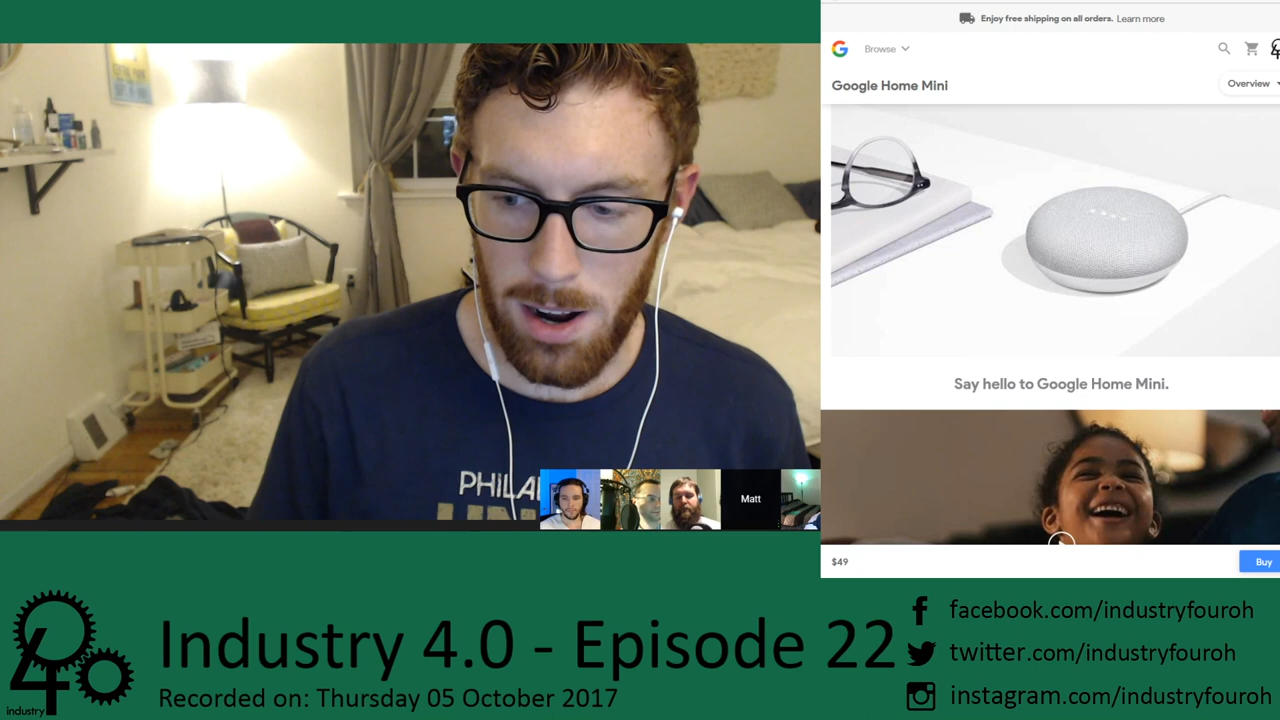 Enjoy free shipping on all orders. Learn more
Browse
Google Home Mini
Overview
Say hello to Google Home Mini.
$49
Buy
Matt
Industry 4.0 - Episode 22
Recorded on: Thursday 05 October 2017
facebook.com/industryfouroh
twitter.com/industryfouroh
instagram.com/industryfouroh
40
industry